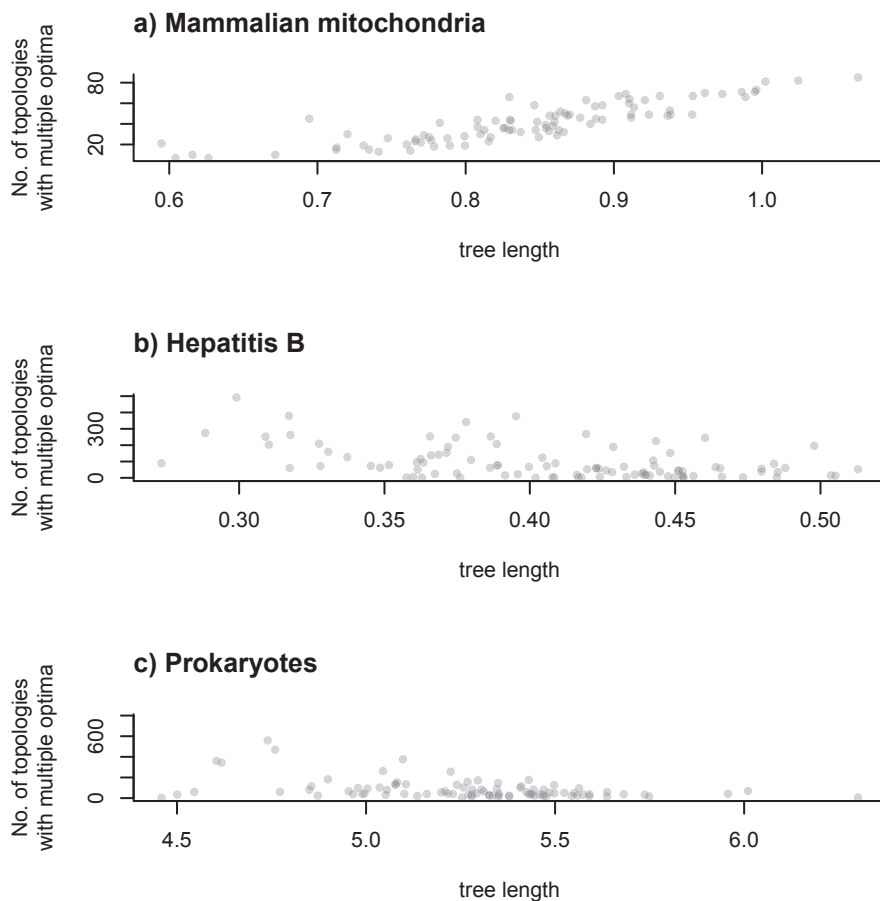 a) Mammalian mitochondria
No. of topologies
with multiple optima
80
20
0.6 0.7 0.8 0.9 1.0
tree length
b) Hepatitis B
No. of topologies
with multiple optima
300
0
0.30 0.35 0.40 0.45 0.50
tree length
c) Prokaryotes
No. of topologies
with multiple optima
600
0
4.5 5.0 5.5 6.0
tree length